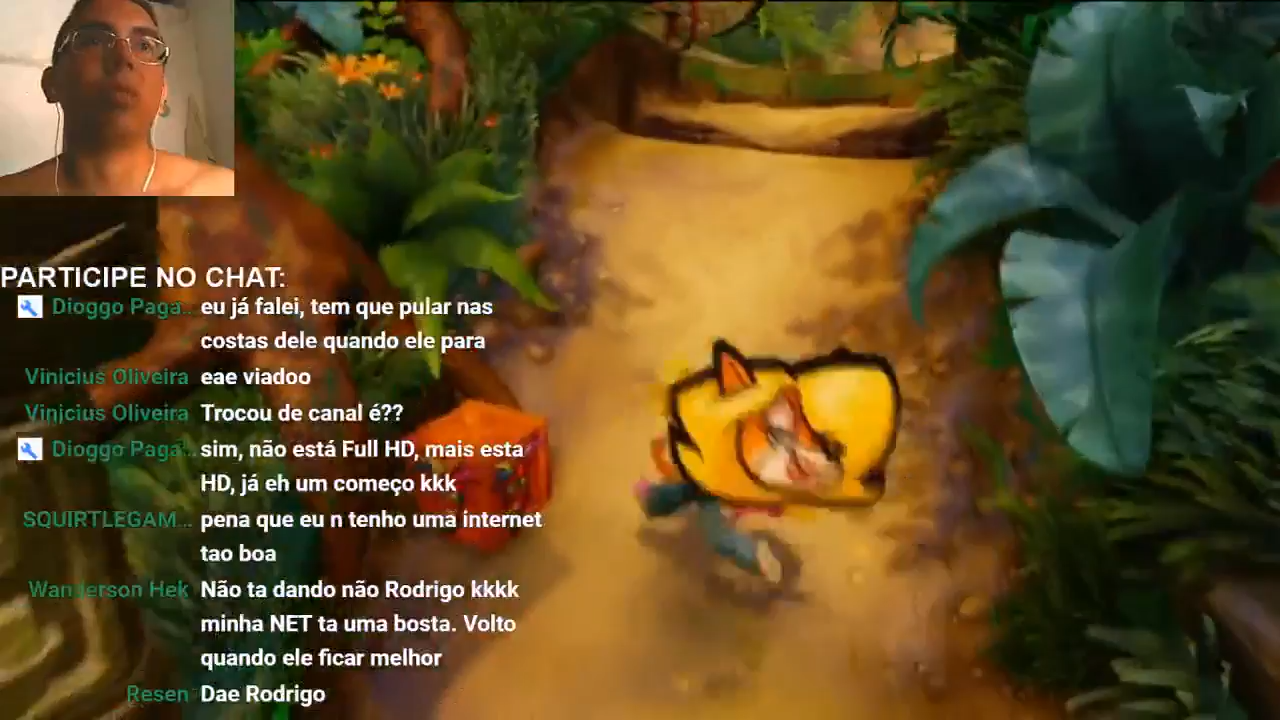 PARTICIPE NO CHAT:
Dioggo Paga... eu já falei, tem que pular nas
costas dele quando ele para
Vinicius Oliveira eae viadoo
Vinicius Oliveira Trocou de canal é??
Dioggo Paga... sim, não está Full HD, mais esta
HD, já eh um começo kkk
SQUIRTLEGAM... pena que eu n tenho uma internet
tao boa
Wanderson Hek Não ta dando não Rodrigo kkkk
minha NET ta uma bosta. Volto
quando ele ficar melhor
Resen Dae Rodrigo